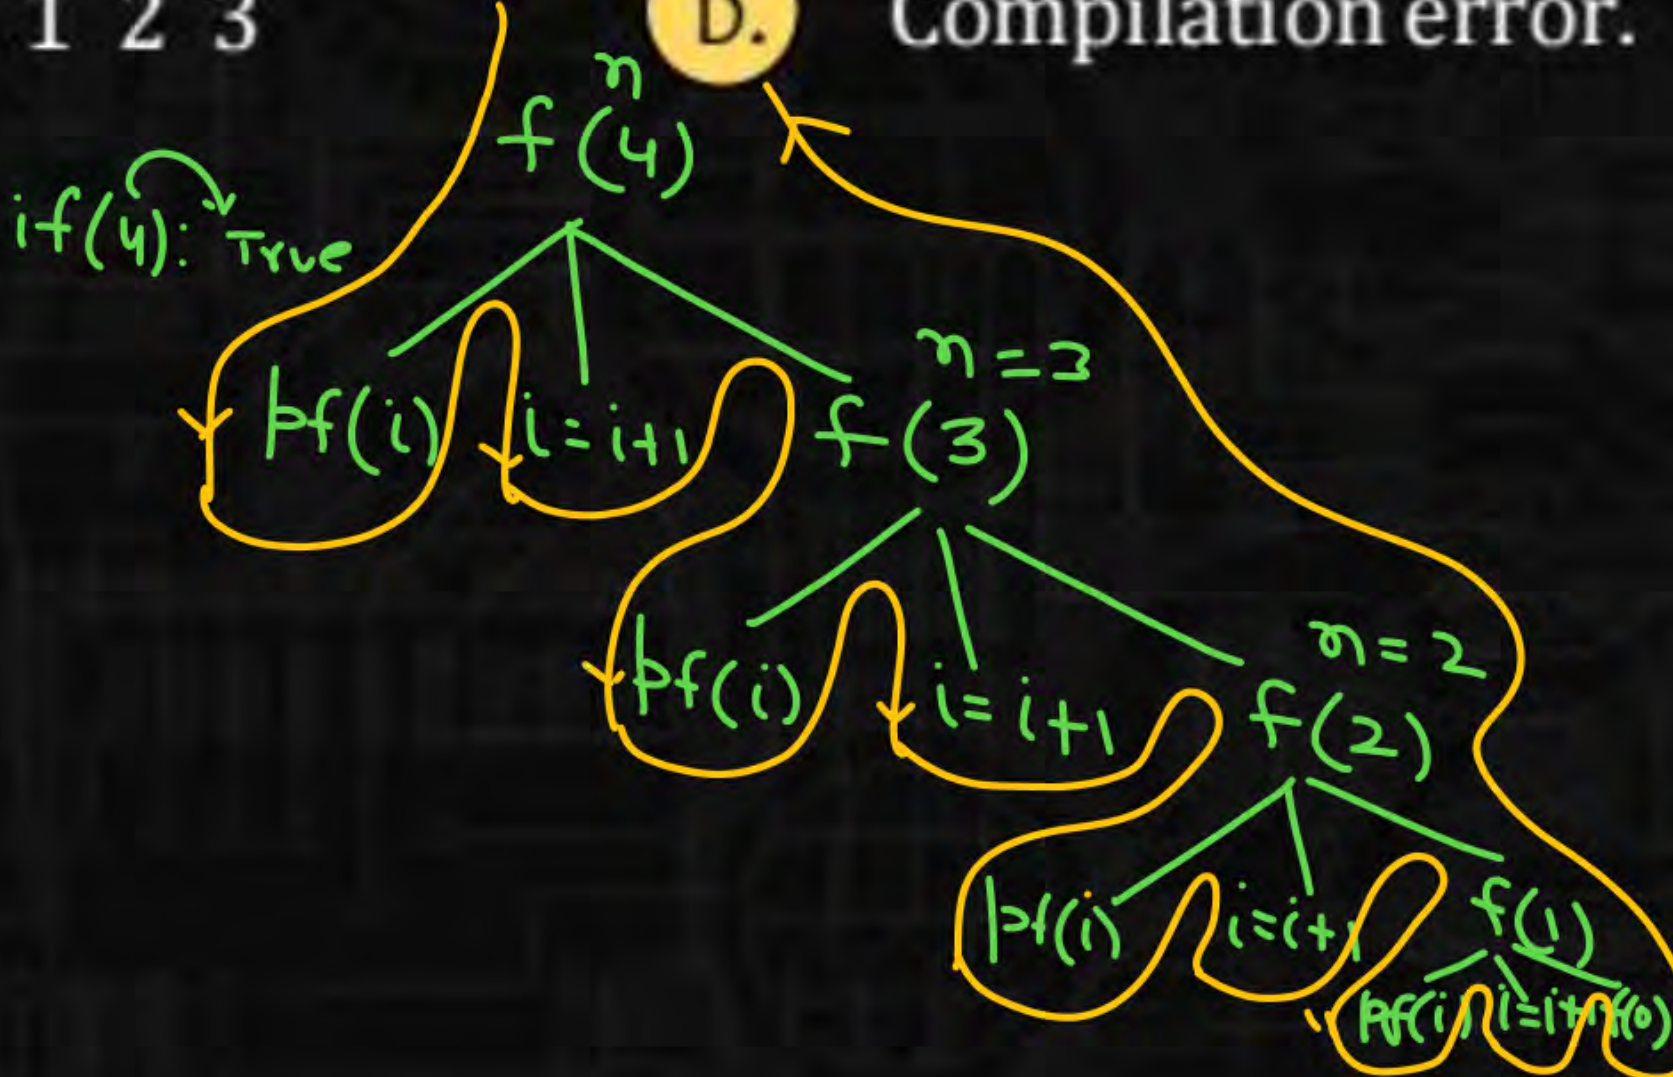 1 2 3
D. Compilation error.
n
f(4)
if(4): True
n=3
pf(i) i=i+1 f(3)
n=2
pf(i) i=i+1 f(2)
pf(i) i=i+1 f(1)
pf(i) i=i+1 f(0)